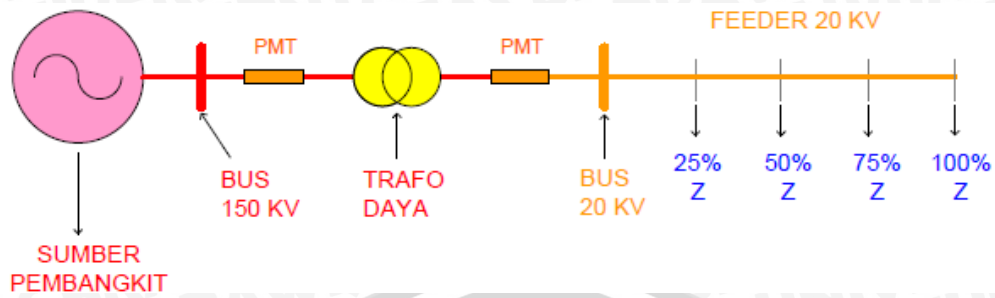 FEEDER 20 KV
PMT
PMT
BUS
150 KV
TRAFO
DAYA
BUS
20 KV
25%
Z
50%
Z
75%
Z
100%
Z
SUMBER
PEMBANGKIT